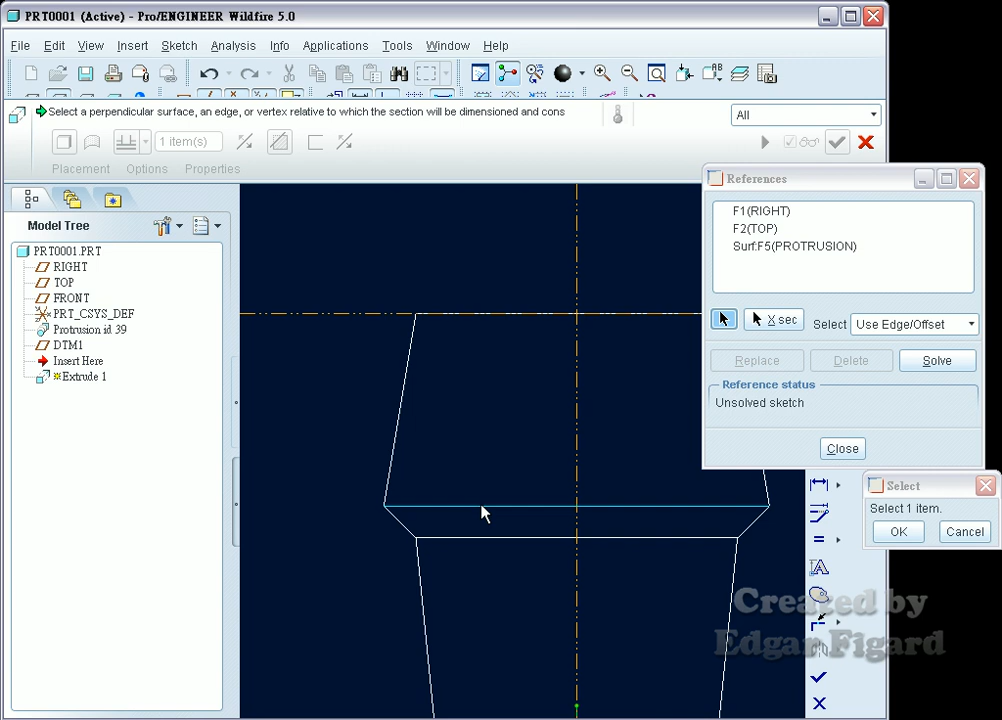 PRT0001 (Active) - Pro/ENGINEER Wildfire 5.0
File Edit View Insert Sketch Analysis Info Applications Tools Window Help
Select a perpendicular surface, an edge, or vertex relative to which the section will be dimensioned and cons
All
1 item(s)
Placement Options Properties
Model Tree
PRT0001.PRT
RIGHT
TOP
FRONT
PRT_CSYS_DEF
Protrusion id 39
DTM1
Insert Here
Extrude 1
References
F1(RIGHT)
F2(TOP)
Surf:F5(PROTRUSION)
X sec
Select Use Edge/Offset
Replace Delete Solve
Reference status
Unsolved sketch
Close
Select
Select 1 item.
OK Cancel
Created by
Edgar Figard